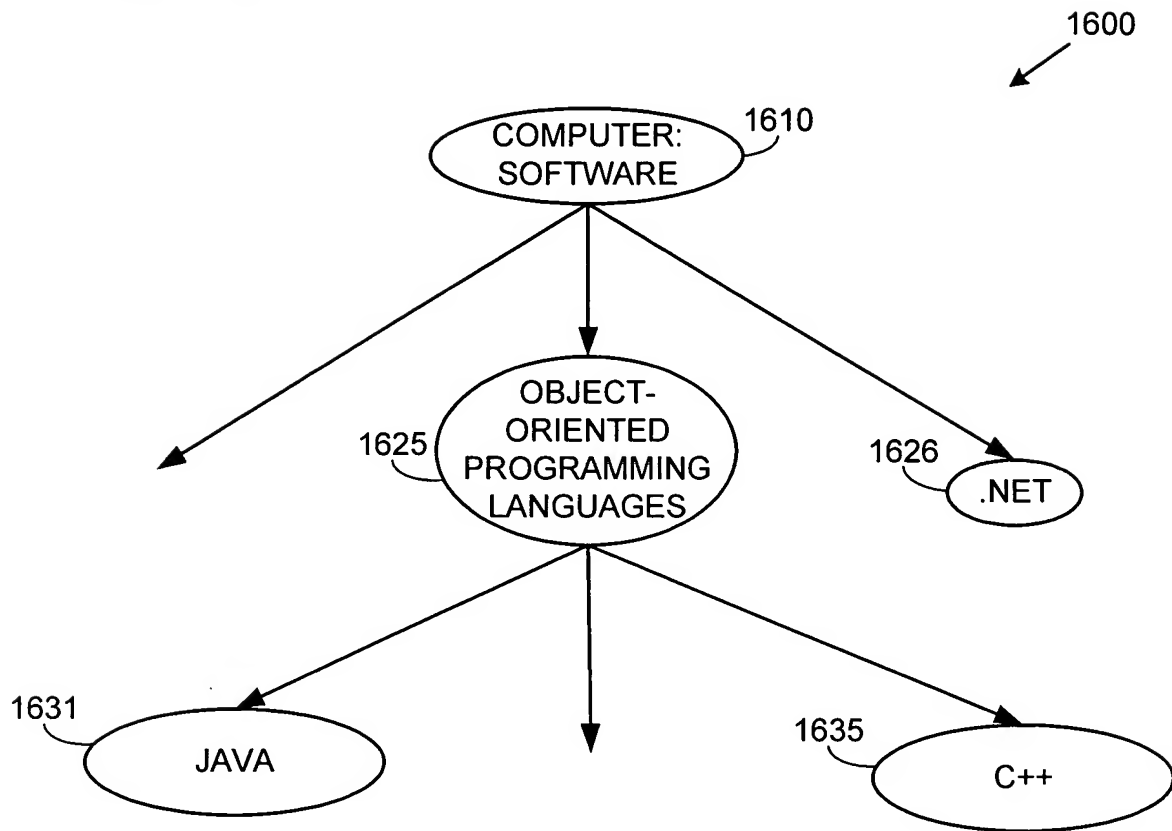 1600
COMPUTER:
SOFTWARE
1610
OBJECT-
ORIENTED
PROGRAMMING
LANGUAGES
1625
1626
.NET
1631
JAVA
1635
C++